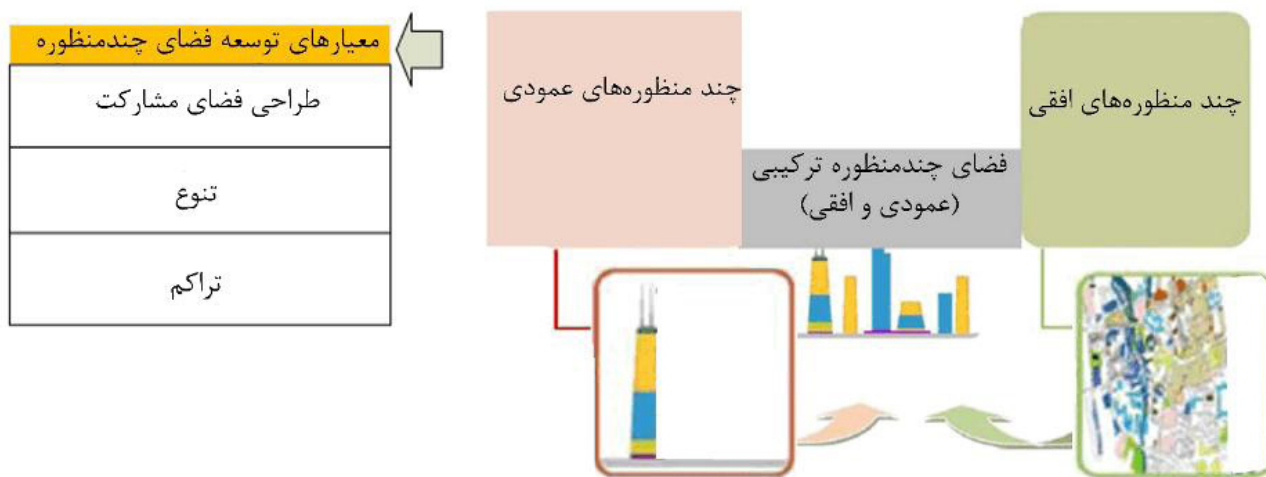 معیارهای توسعه فضای چندمنظوره
طراحی فضای مشارکت
تنوع
تراکم
چند منظوره‌های عمودی
فضای چندمنظوره ترکیبی
(عمودی و افقی)
چند منظوره‌های افقی